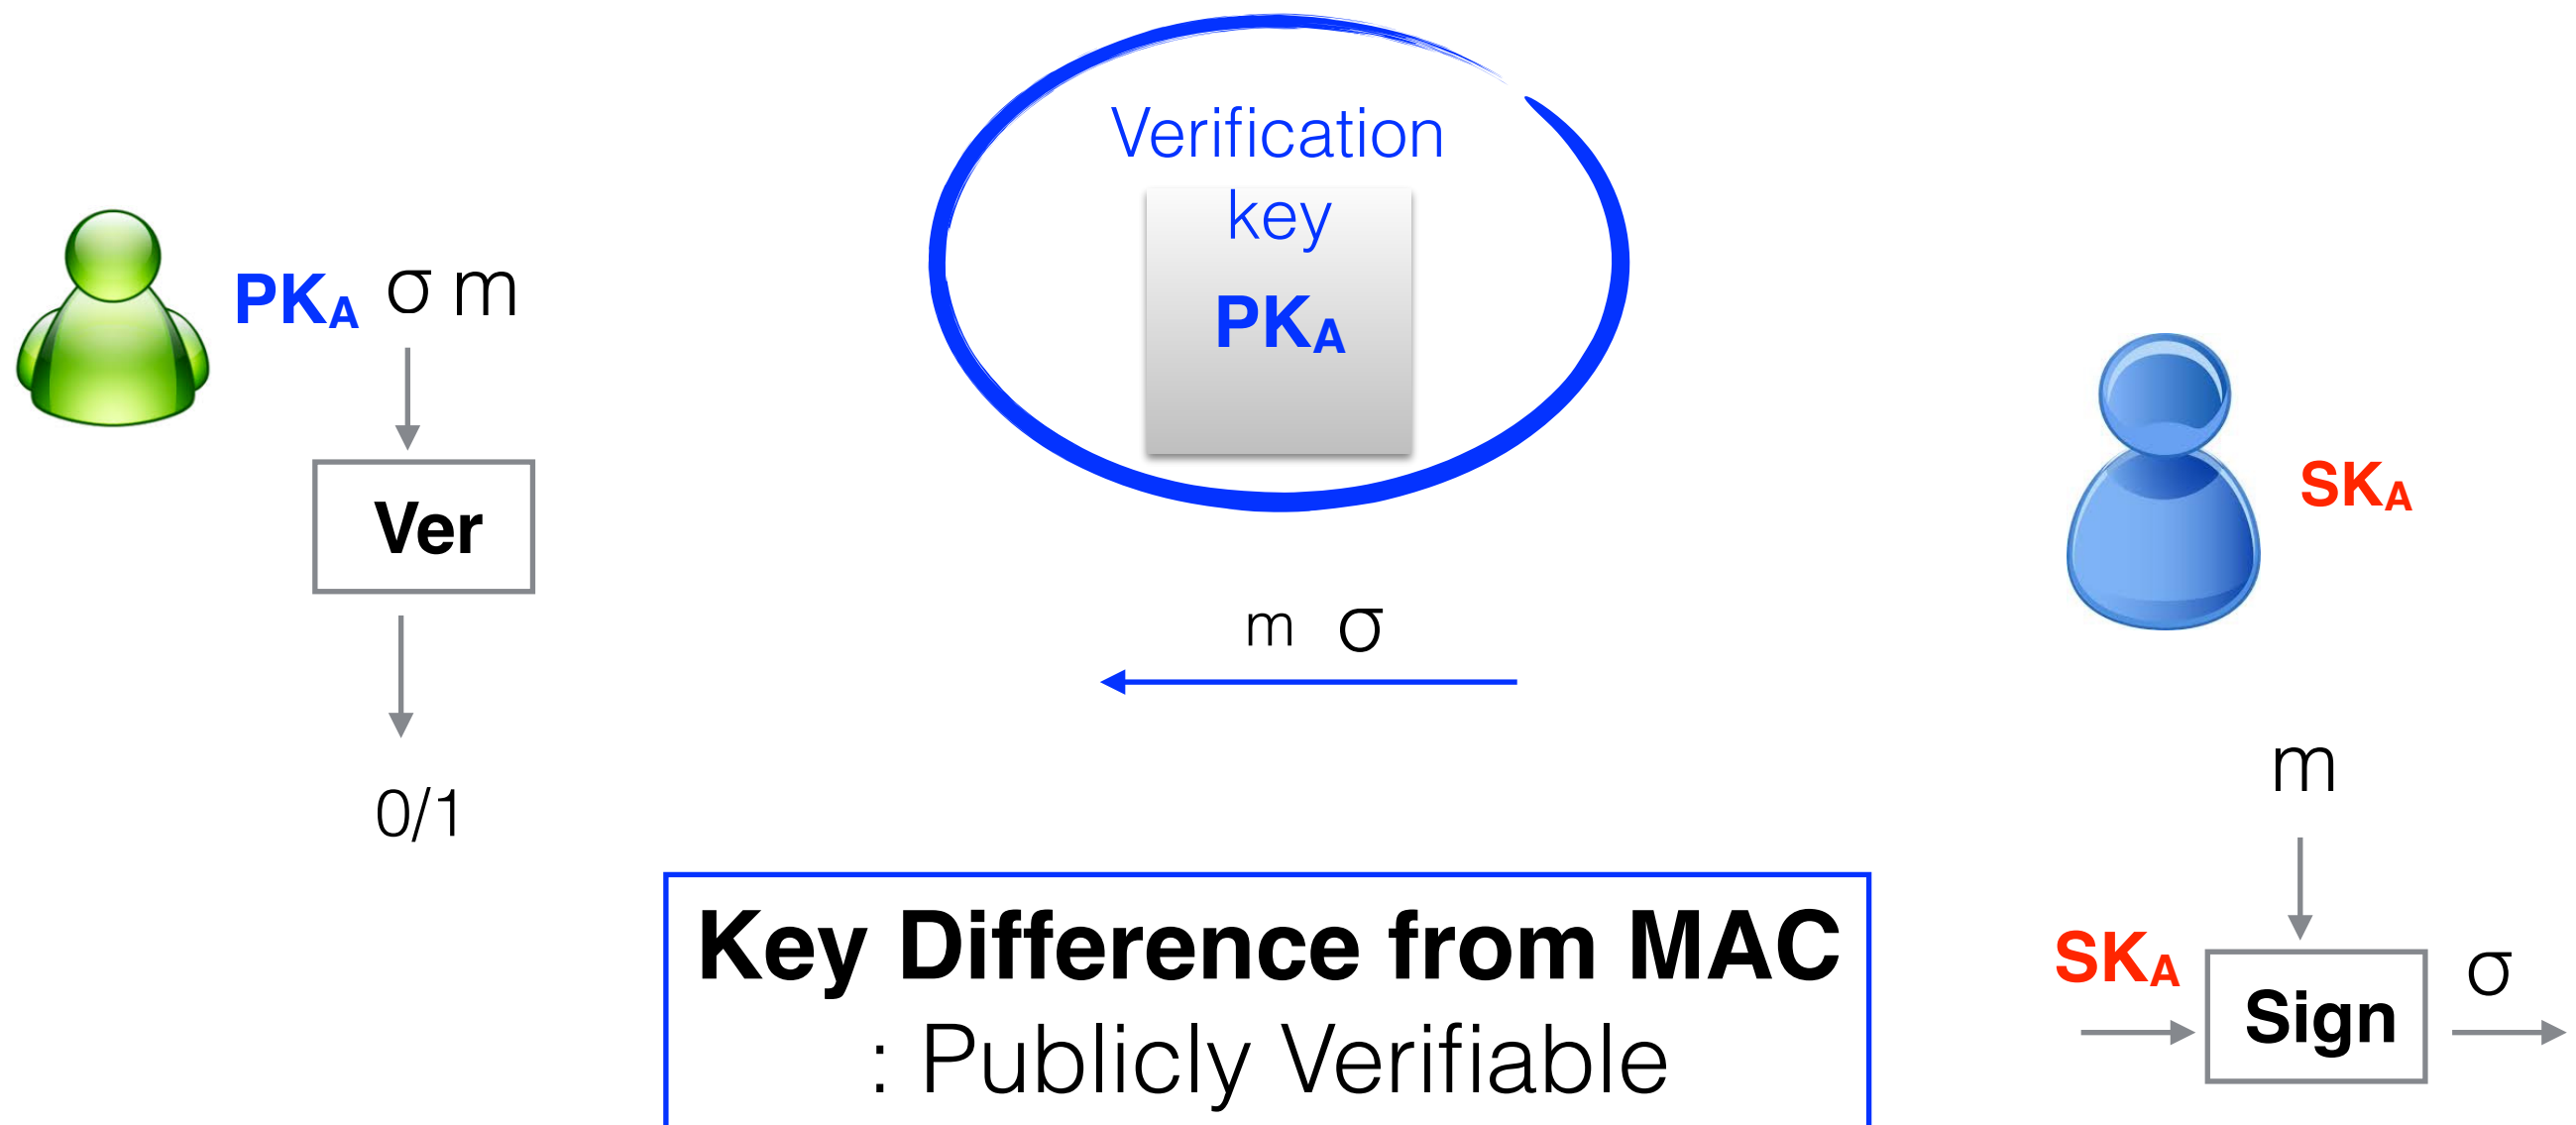 Verification
key
PKA
PKA σ m
Ver
0/1
m σ
SKA
m
SKA
Sign
σ
Key Difference from MAC
: Publicly Verifiable